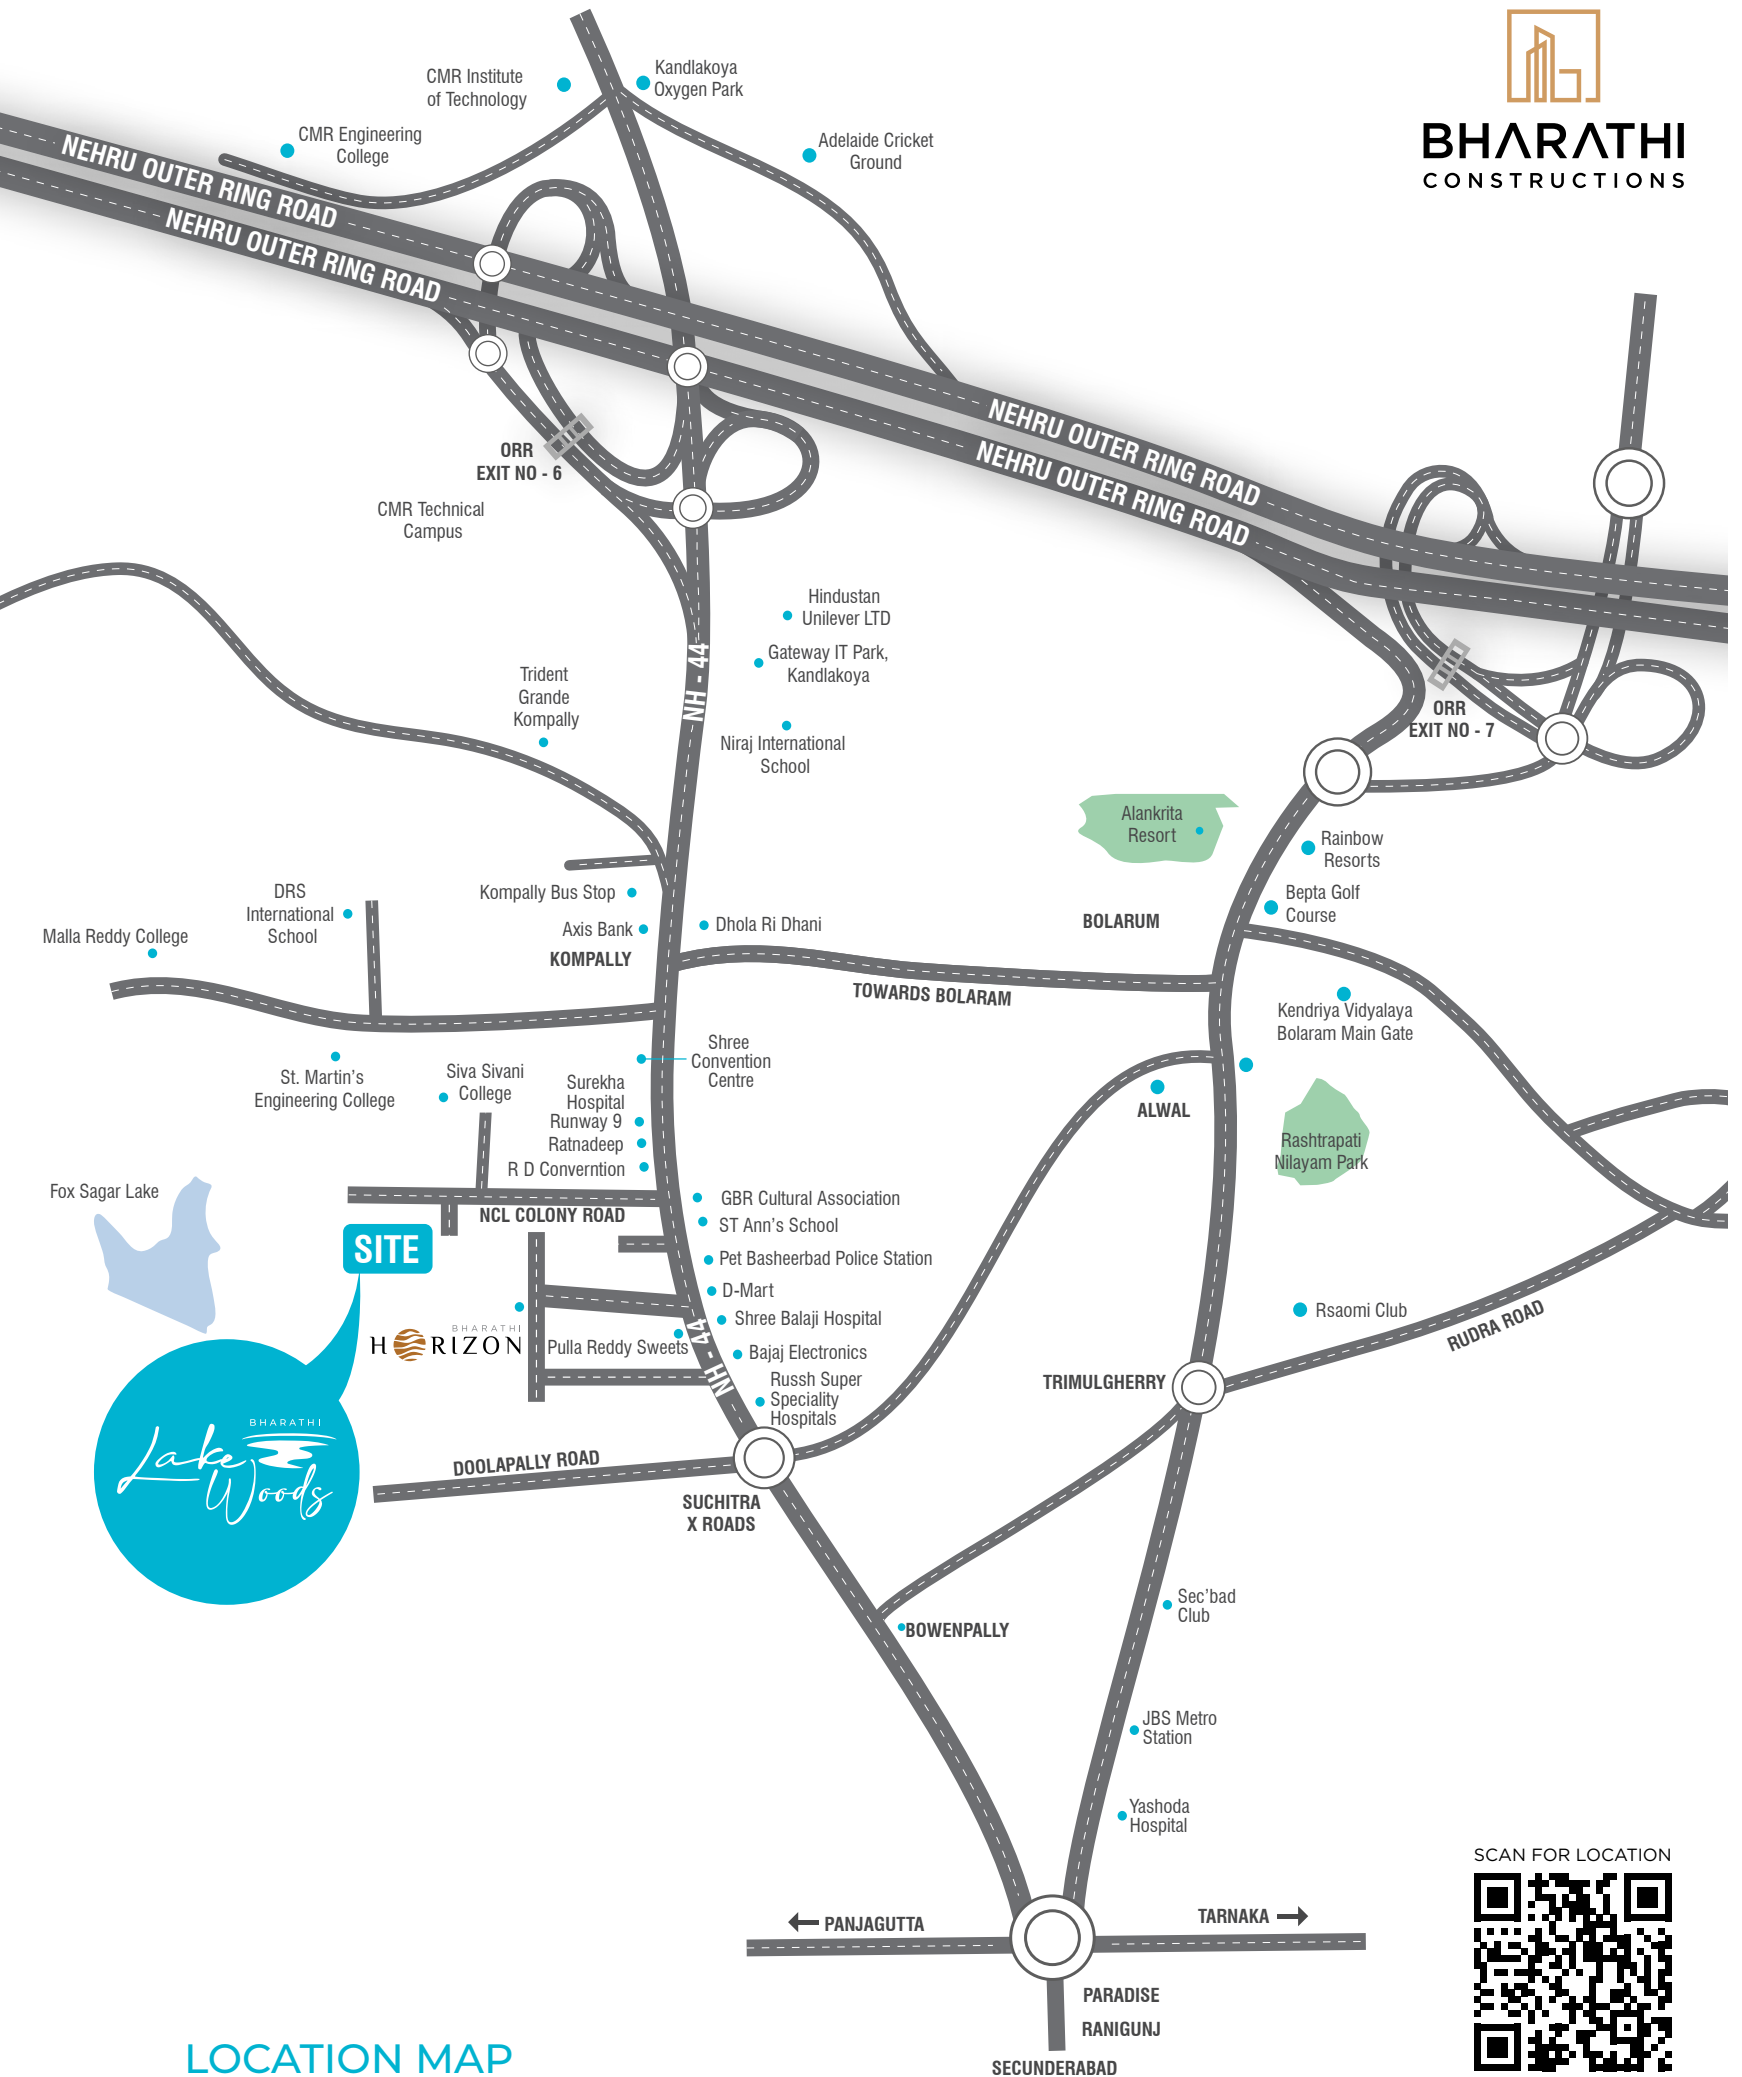 BHARATHI
CONSTRUCTIONS
CMR Institute
of Technology
Kandlakoya
Oxygen Park
CMR Engineering
College
Adelaide Cricket
Ground
NEHRU OUTER RING ROAD
NEHRU OUTER RING ROAD
NEHRU OUTER RING ROAD
NEHRU OUTER RING ROAD
ORR
EXIT NO - 6
CMR Technical
Campus
Hindustan
Unilever LTD
NH - 44
Gateway IT Park,
Kandlakoya
Trident
Grande
Kompally
Niraj International
School
ORR
EXIT NO - 7
Alankrita
Resort
Rainbow
Resorts
DRS
International
School
Kompally Bus Stop
Bepta Golf
Course
Malla Reddy College
Axis Bank
Dhola Ri Dhani
BOLARUM
KOMPALLY
TOWARDS BOLARAM
Kendriya Vidyalaya
Bolaram Main Gate
Shree
Convention
Centre
St. Martin's
Engineering College
Siva Sivani
College
Surekha
Hospital
Runway 9
Ratnadeep
R D Converntion
ALWAL
Rashtrapati
Nilayam Park
Fox Sagar Lake
GBR Cultural Association
NCL COLONY ROAD
ST Ann's School
SITE
Pet Basheerbad Police Station
D-Mart
Shree Balaji Hospital
Rsaomi Club
RUDRA ROAD
BHARATHI
HORIZON
Pulla Reddy Sweets
NH - 44
Bajaj Electronics
Russh Super
Speciality
Hospitals
TRIMULGHERRY
BHARATHI
Lake
Woods
DOOLAPALLY ROAD
SUCHITRA
X ROADS
Sec'bad
Club
BOWENPALLY
JBS Metro
Station
Yashoda
Hospital
SCAN FOR LOCATION
PANJAGUTTA
TARNAKA
PARADISE
RANIGUNJ
SECUNDERABAD
LOCATION MAP